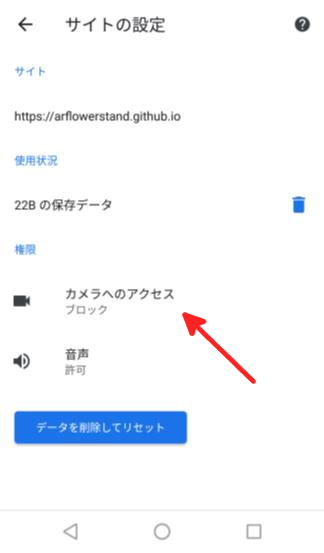 サイトの設定
サイト
https://arflowerstand.github.io
使用状況
22B の保存データ
権限
カメラへのアクセス
ブロック
音声
許可
データを削除してリセット